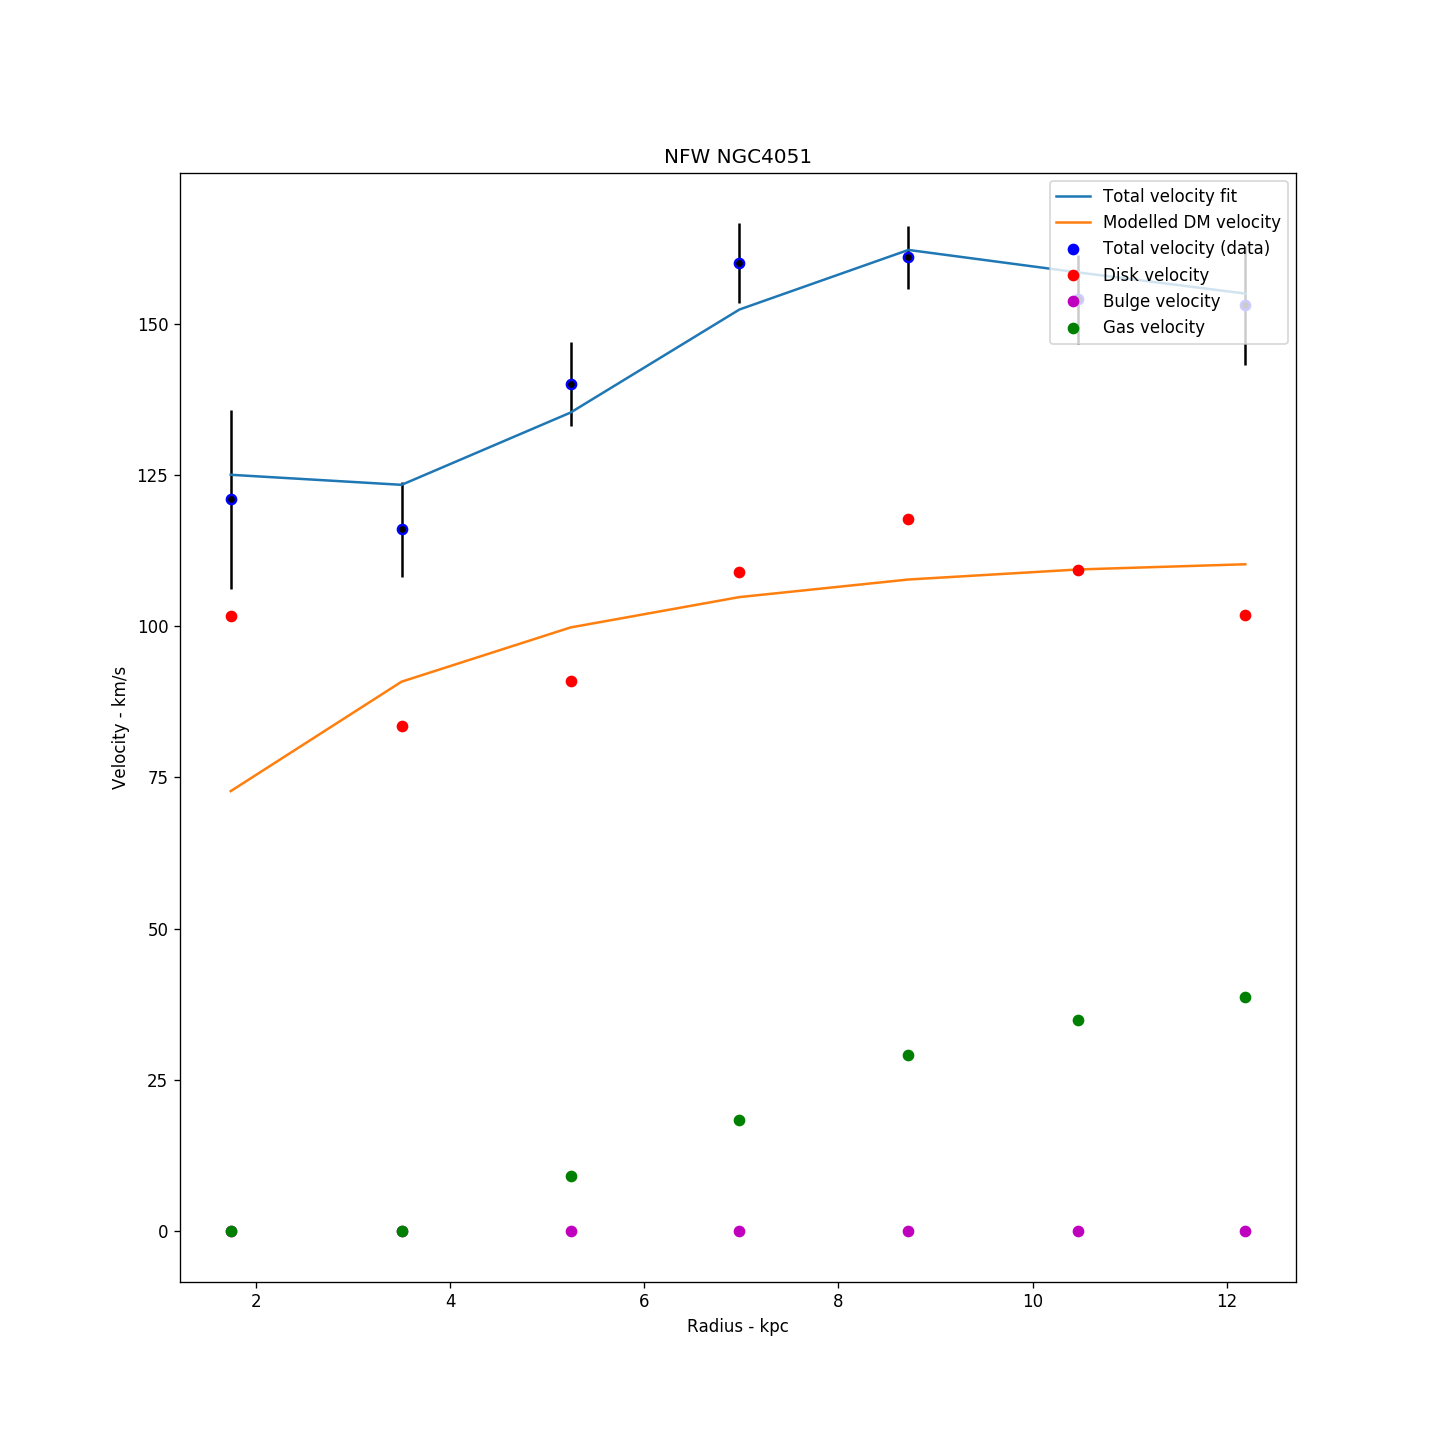 NFW NGC4051
Total velocity fit
Modelled DM velocity
Total velocity (data)
Disk velocity
Bulge velocity
Gas velocity
150
125
100
75
50
25
0
Velocity - km/s
2 4 6 8 10 12
Radius - kpc